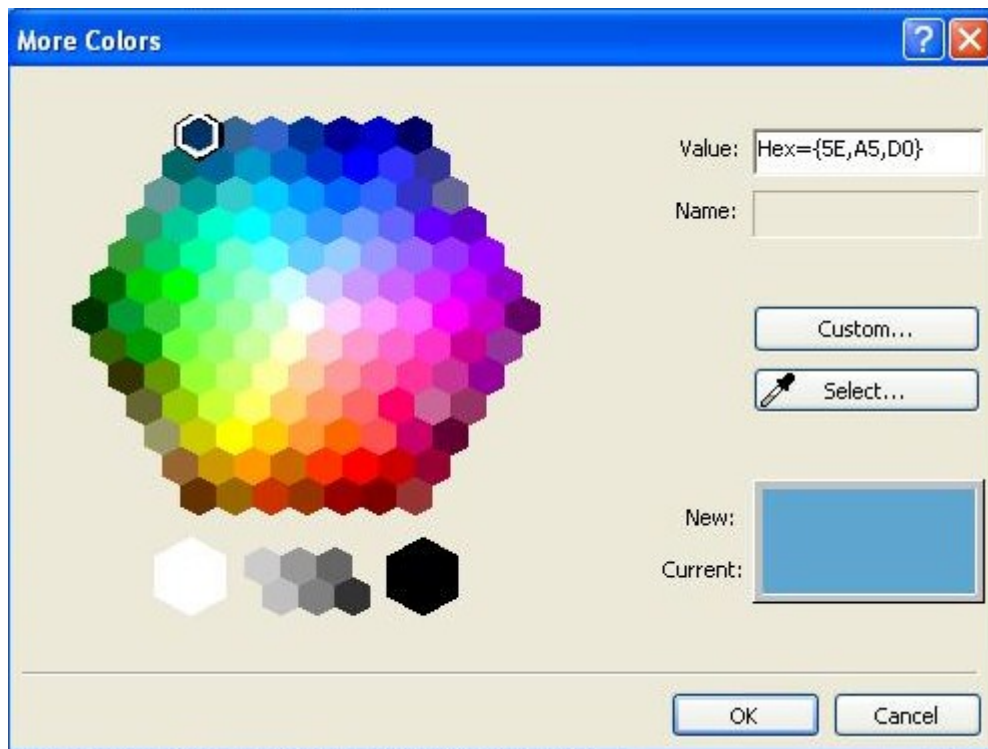 More Colors
Value: Hex={5E,A5,D0}
Name:
Custom...
Select...
New:
Current:
OK Cancel